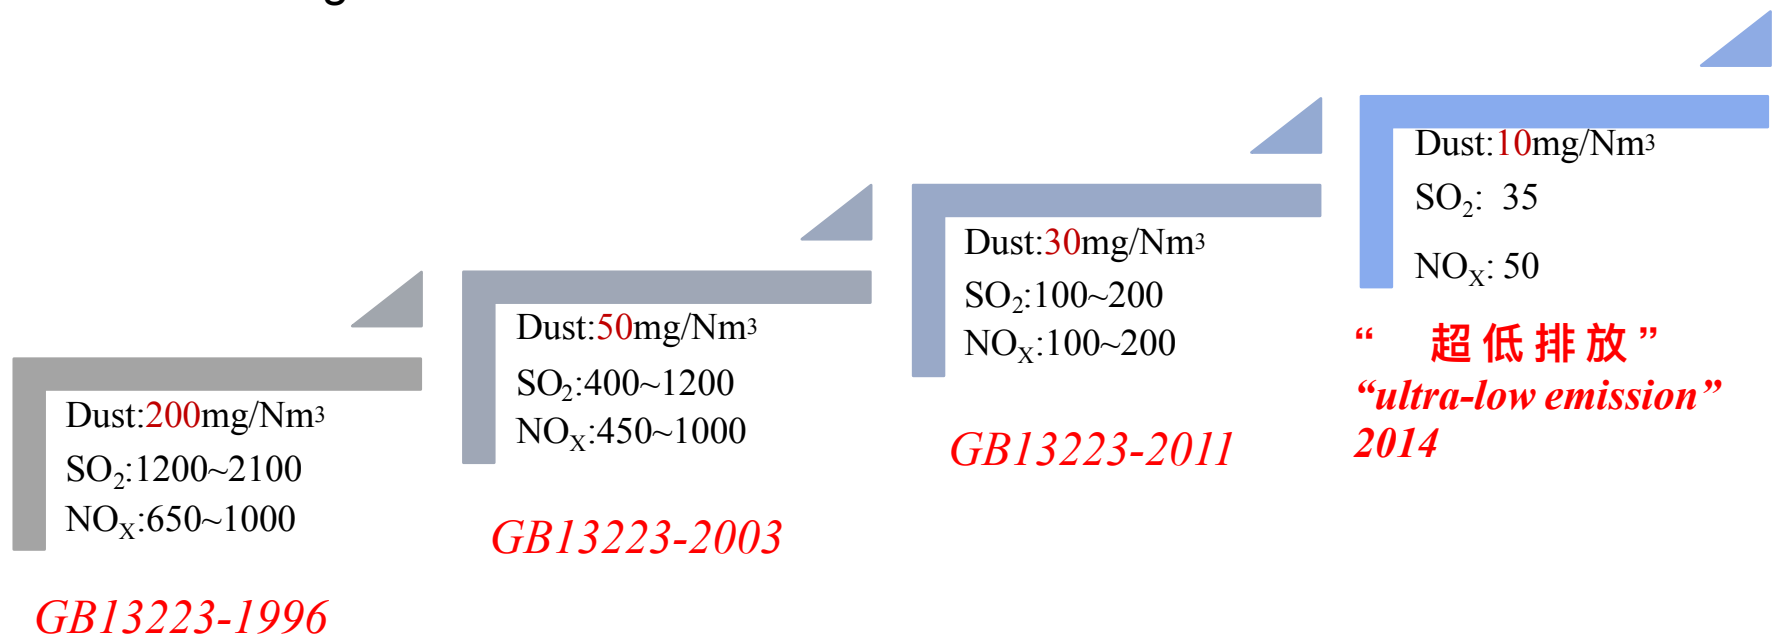 Dust:200mg/Nm³
SO₂:1200~2100
NOX:650~1000
GB13223-1996
Dust:50mg/Nm³
SO₂:400~1200
NOX:450~1000
GB13223-2003
Dust:30mg/Nm³
SO₂:100~200
NOX:100~200
GB13223-2011
Dust:10mg/Nm³
SO₂: 35
NOX: 50
“ 超低排放”
“ultra-low emission”
2014